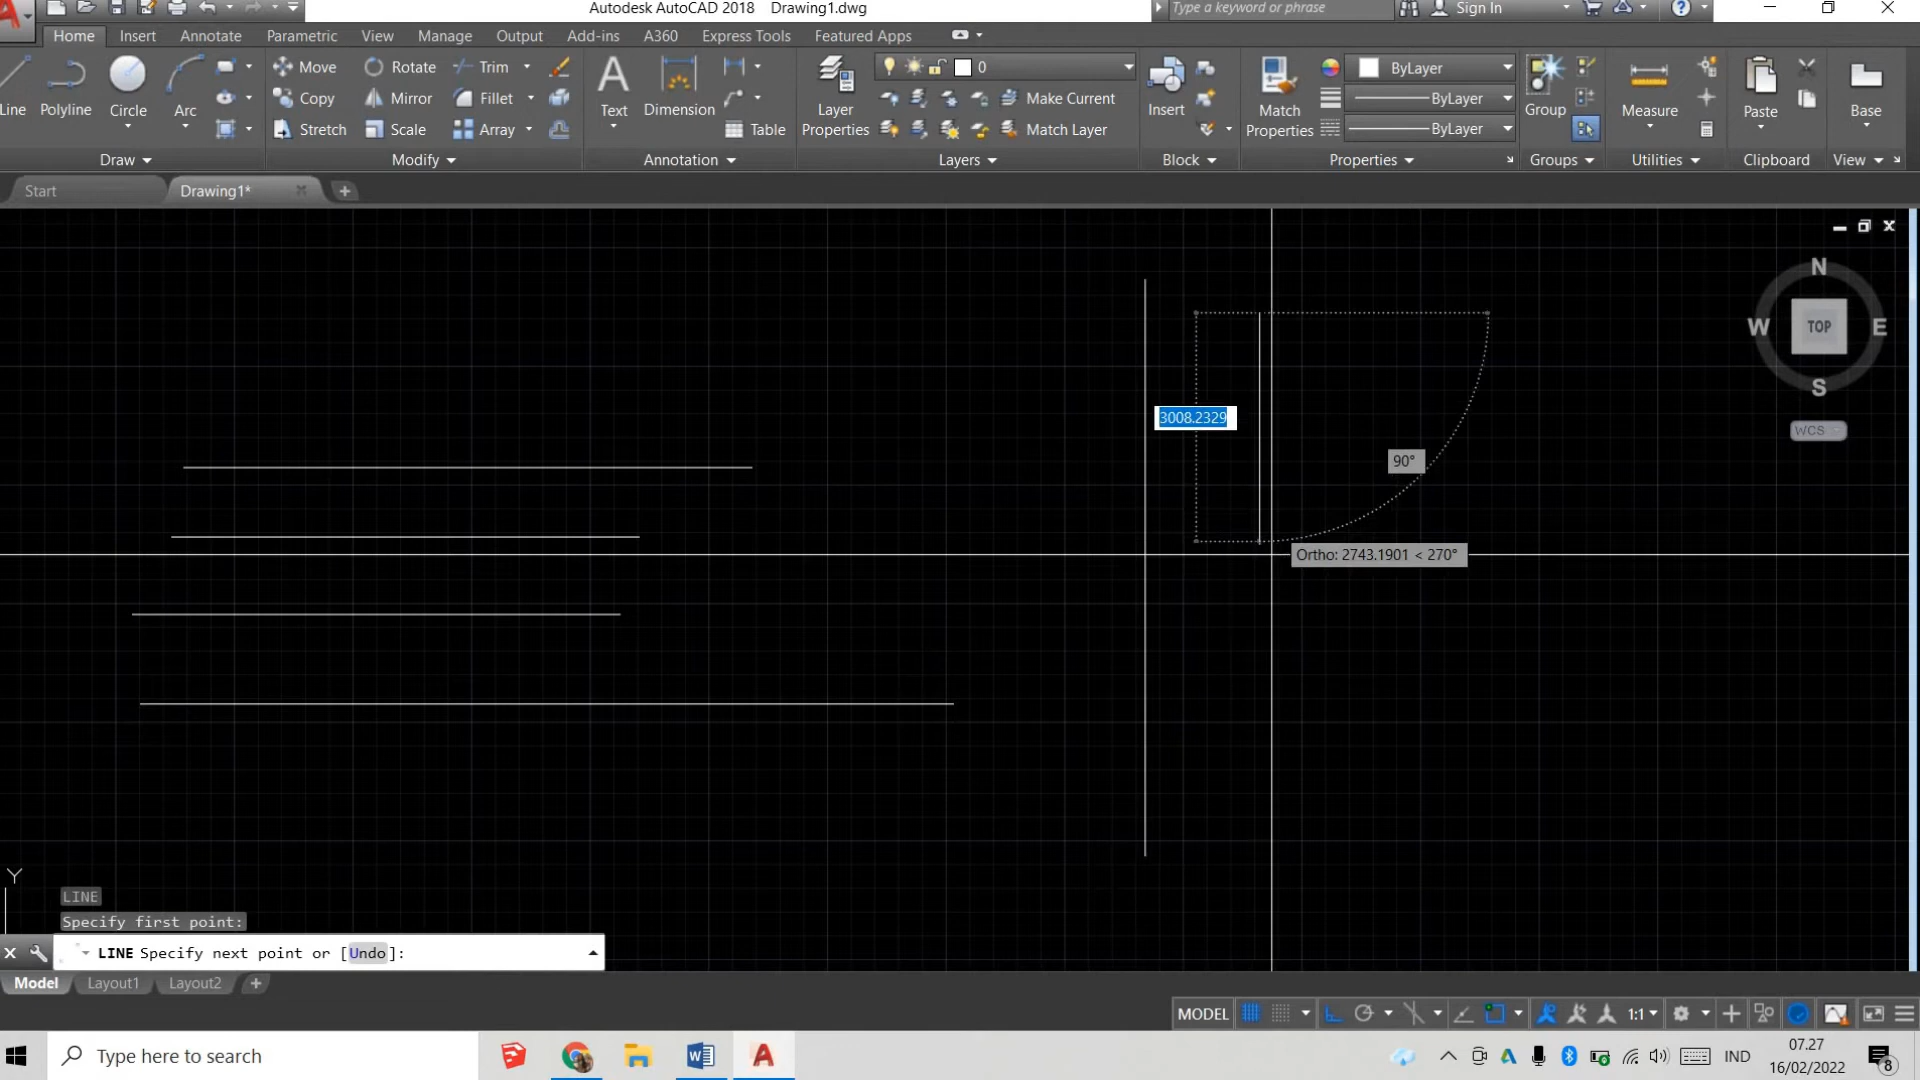 Autodesk AutoCAD 2018 Drawing1.dwg
Type a keyword or phrase
Sign In
Home Insert Annotate Parametric View Manage Output Add-ins A360 Express Tools Featured Apps
Line Polyline Circle Arc
Move Rotate Trim
Copy Mirror Fillet
Stretch Scale Array
Text Dimension Table
Layer Properties
0
Make Current
Match Layer
Insert
Match Properties
ByLayer
ByLayer
ByLayer
Group Measure Paste Base
Draw Modify Annotation Layers Block Properties Groups Utilities Clipboard View
Start Drawing1*
N
W TOP E
S
WCS
3008.2329
90°
Ortho: 2743.1901 < 270°
Y
LINE
Specify first point:
LINE Specify next point or [Undo]:
Model Layout1 Layout2
MODEL 1:1
Type here to search
IND
07.27
16/02/2022
8